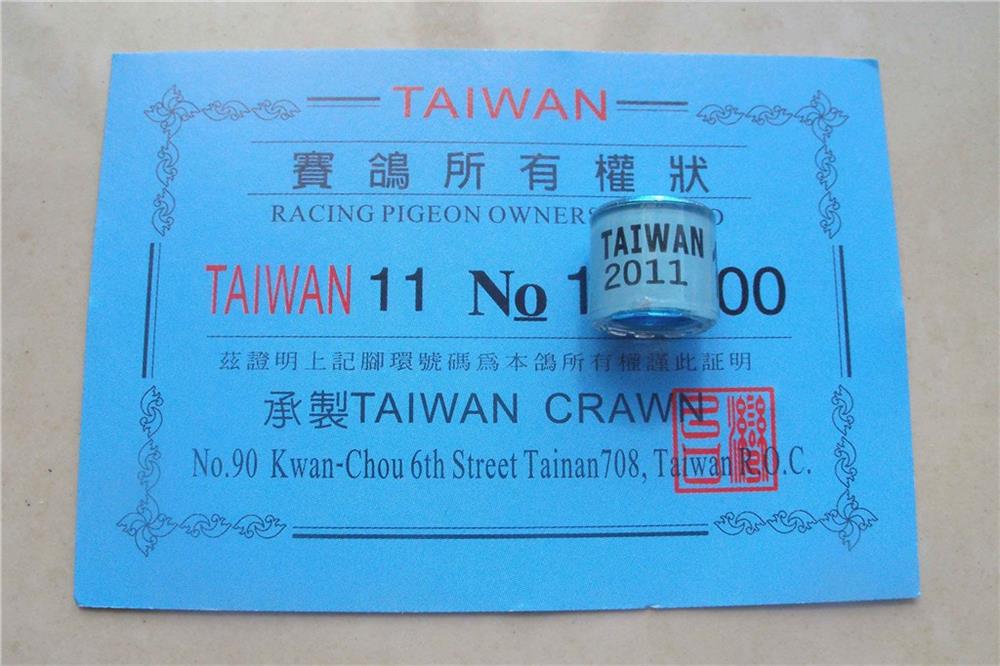 TAIWAN
賽鴿所有權狀
RACING PIGEON
TAIWAN 11 No 00
TAIWAN
2011
茲證明上記腳環號碼爲本鴿所有權謹此証明
承製TAIWAN CRAWN
No.90 Kwan-Chou 6th Street Tainan708, Taiwan R.O.C.